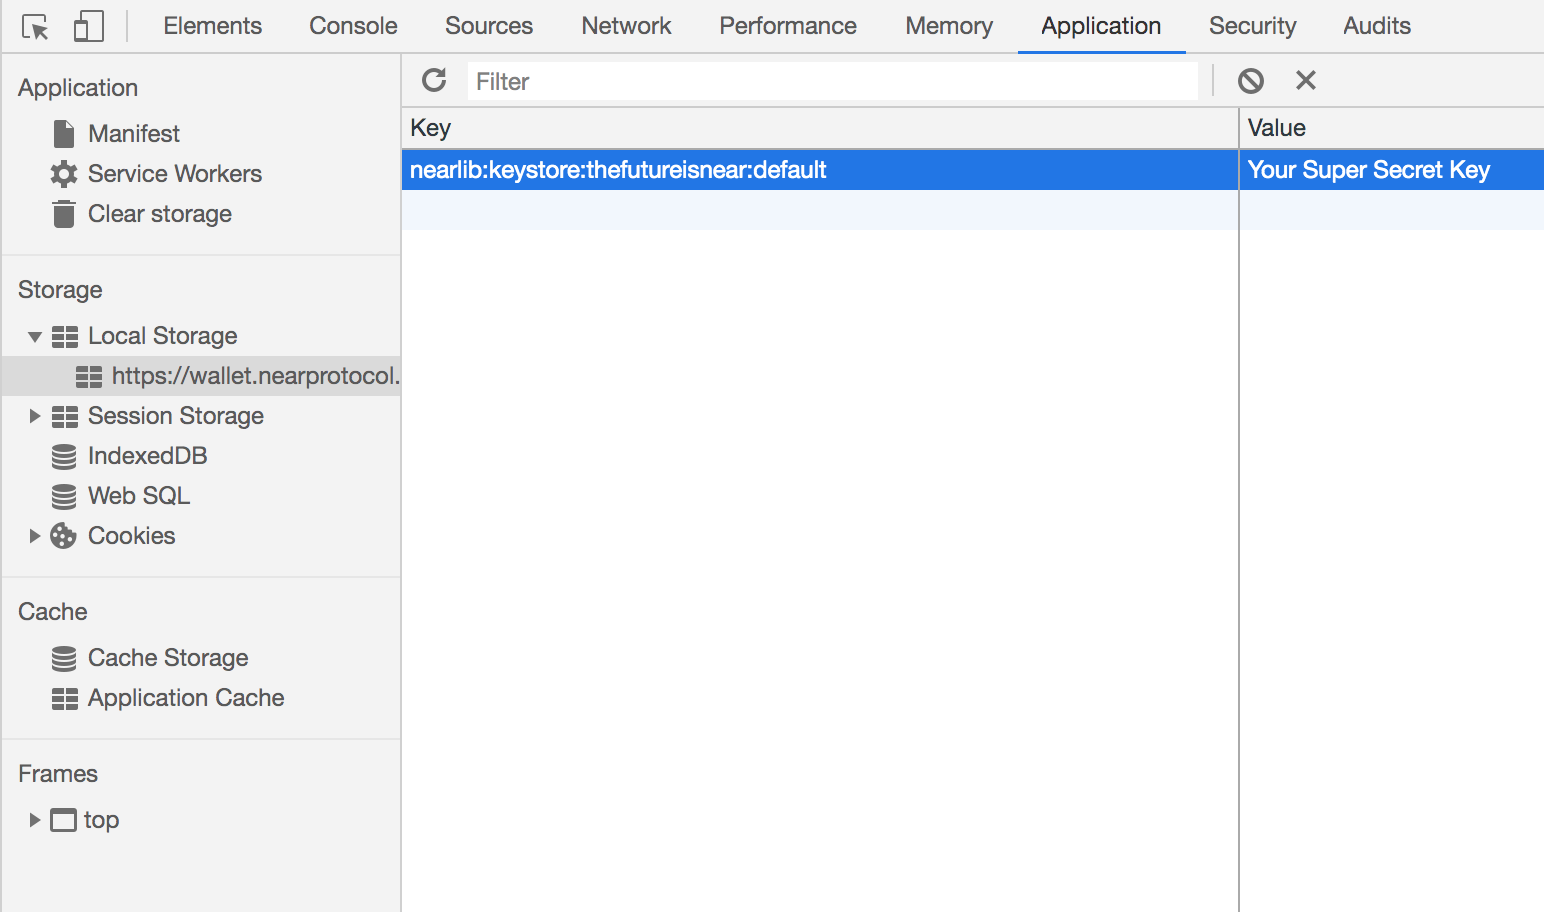 Elements Console Sources Network Performance Memory Application Security Audits
Application
Manifest
Service Workers
Clear storage
Storage
Local Storage
https://wallet.nearprotocol.
Session Storage
IndexedDB
Web SQL
Cookies
Cache
Cache Storage
Application Cache
Frames
top
Filter
Key Value
nearlib:keystore:thefutureisnear:default Your Super Secret Key